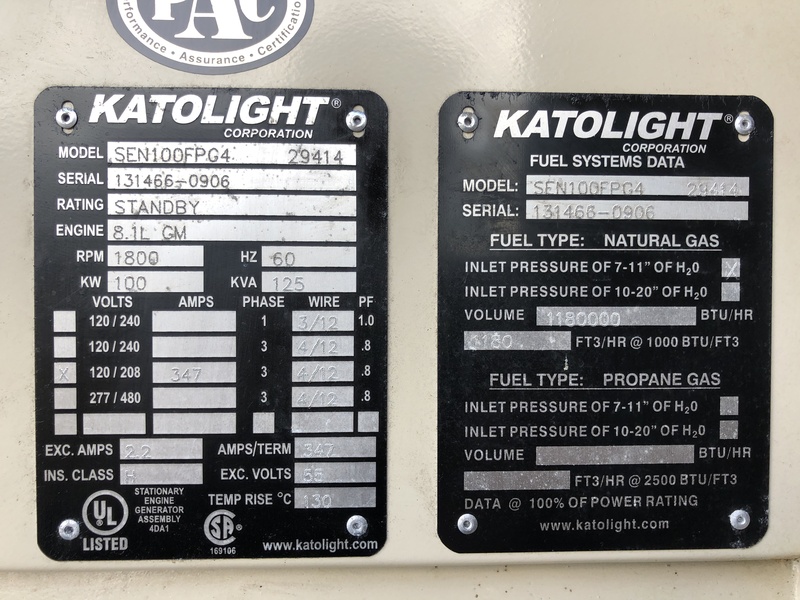 PAC
Performance • Assurance • Certification
KATOLIGHT®
CORPORATION
MODEL SEN100FPG4 29414
SERIAL 131466-0906
RATING STANDBY
ENGINE 8.1L GM
RPM 1800 HZ 60
KW 100 KVA 125
VOLTS AMPS PHASE WIRE PF
120 / 240 1 3/12 1.0
120 / 240 3 4/12 .8
X 120 / 208 347 3 4/12 .8
277 / 480 3 4/12 .8
EXC. AMPS 2.2 AMPS/TERM 347
INS. CLASS H EXC. VOLTS 55
TEMP RISE °C 130
UL
LISTED
STATIONARY
ENGINE
GENERATOR
ASSEMBLY
4DA1
SA
169106
www.katolight.com
KATOLIGHT®
CORPORATION
FUEL SYSTEMS DATA
MODEL: SEN100FPG4 29414
SERIAL: 131466-0906
FUEL TYPE: NATURAL GAS
INLET PRESSURE OF 7-11" OF H₂0 X
INLET PRESSURE OF 10-20" OF H₂0
VOLUME 1180000 BTU/HR
1180 FT3/HR @ 1000 BTU/FT3
FUEL TYPE: PROPANE GAS
INLET PRESSURE OF 7-11" OF H₂0
INLET PRESSURE OF 10-20" OF H₂0
VOLUME BTU/HR
FT3/HR @ 2500 BTU/FT3
DATA @ 100% OF POWER RATING
www.katolight.com